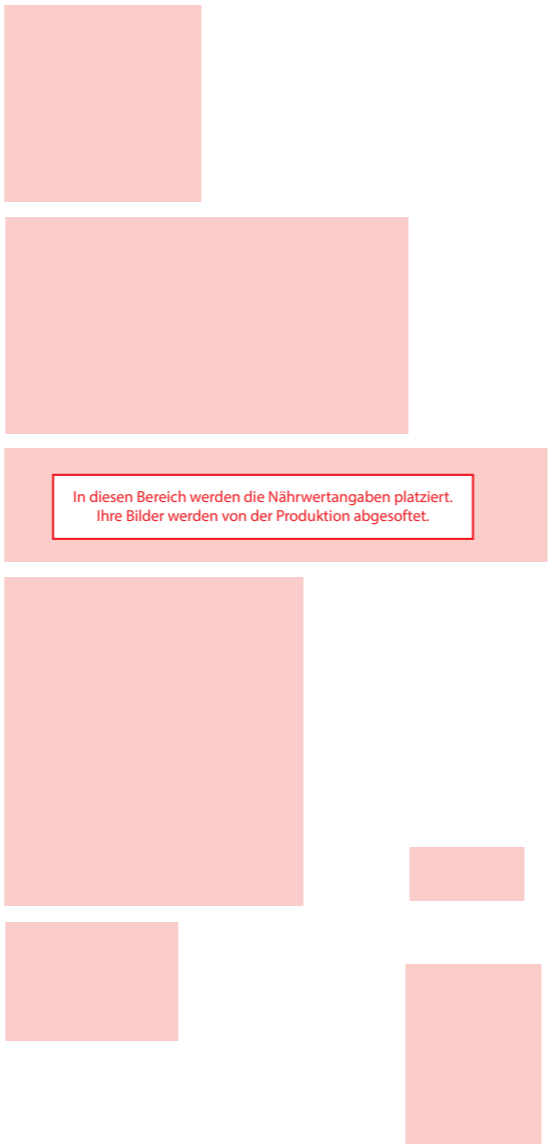 In diesen Bereich werden die Nährwertangaben platziert.
Ihre Bilder werden von der Produktion abgesoftet.